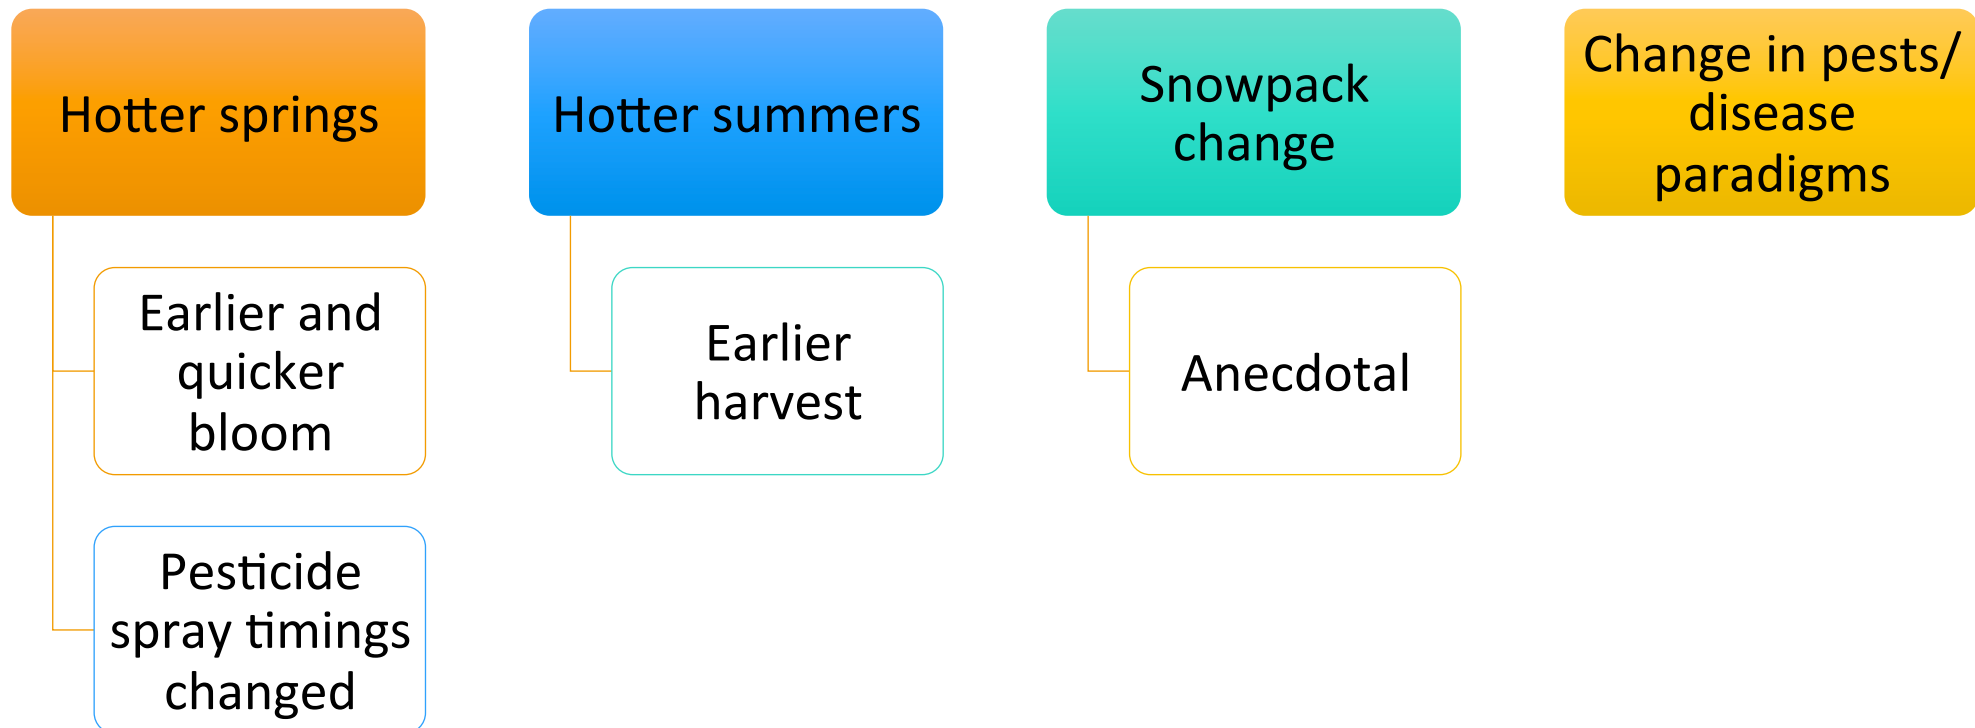 Hotter springs
Earlier and
quicker
bloom
Pesticide
spray timings
changed
Hotter summers
Earlier
harvest
Snowpack
change
Anecdotal
Change in pests/
disease
paradigms